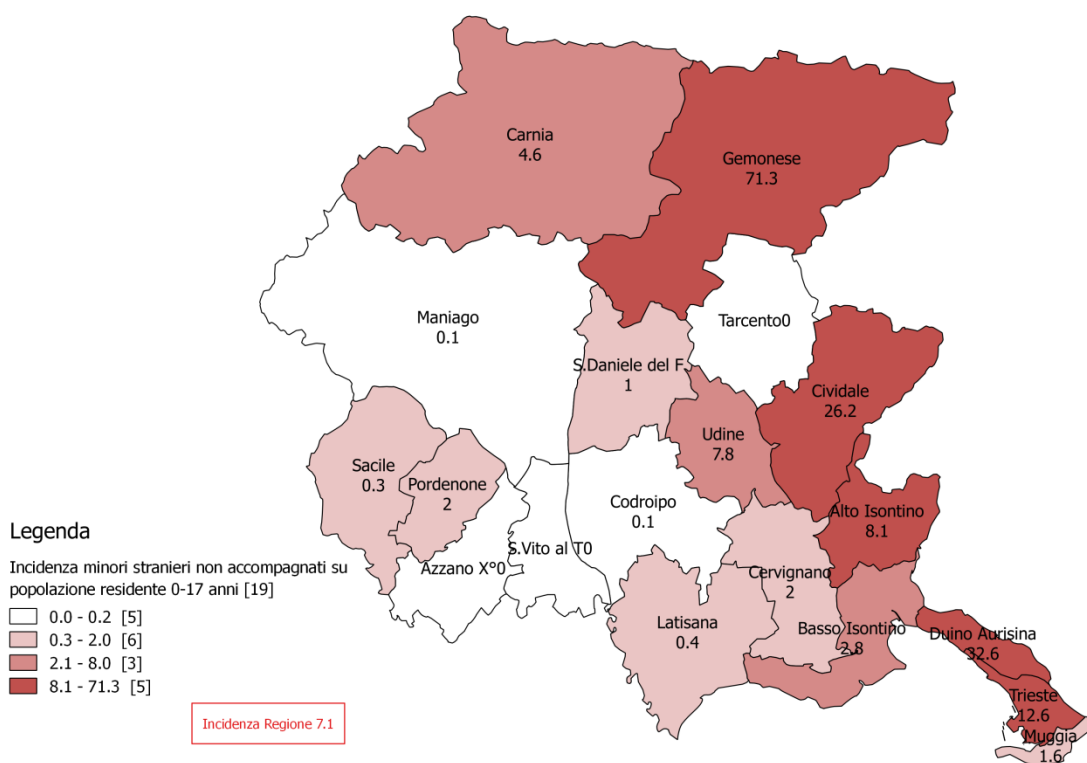 Carnia
4.6
Gemonese
71.3
Maniago
0.1
Tarcento0
S.Daniele del F.
1
Cividale
26.2
Udine
7.8
Sacile
0.3
Pordenone
2
Codroipo
0.1
Alto Isontino
8.1
S.Vito al T0
Azzano X°0
Cervignano
2
Latisana
0.4
Basso Isontino
2.8
Duino Aurisina
32.6
Trieste
12.6
Muggia
1.6
Legenda
Incidenza minori stranieri non accompagnati su
popolazione residente 0-17 anni [19]
0.0 - 0.2 [5]
0.3 - 2.0 [6]
2.1 - 8.0 [3]
8.1 - 71.3 [5]
Incidenza Regione 7.1